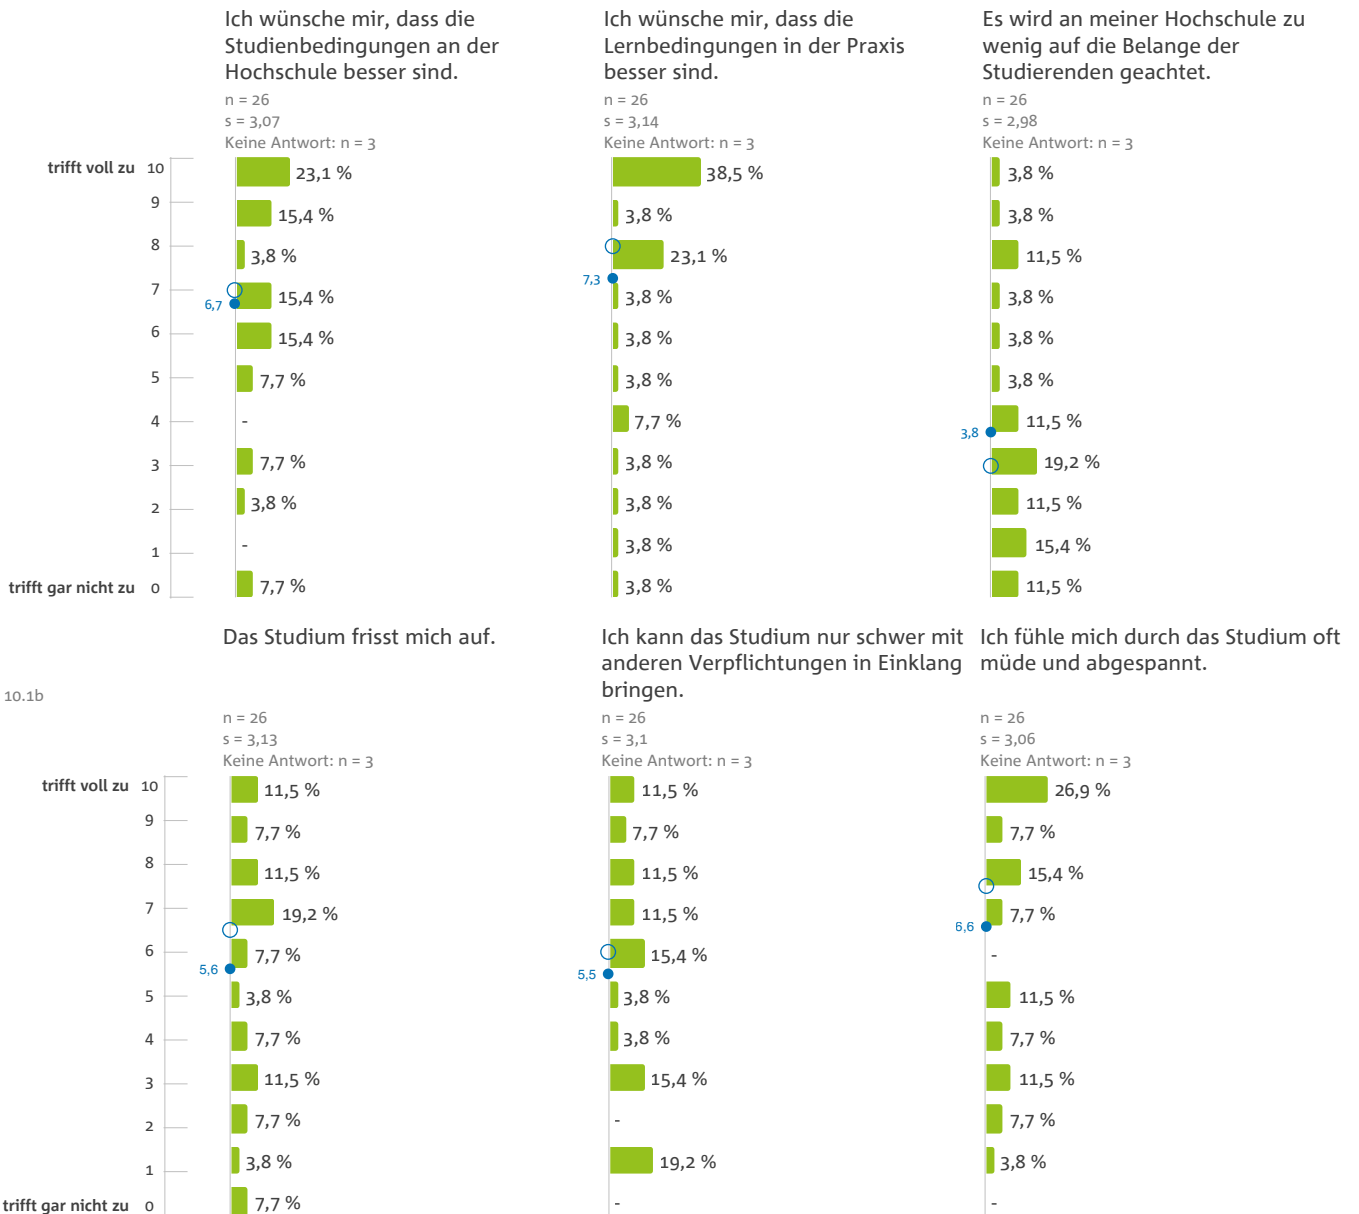 Ich wünsche mir, dass die
Studienbedingungen an der
Hochschule besser sind.
n = 26
s = 3,07
Keine Antwort: n = 3
Ich wünsche mir, dass die
Lernbedingungen in der Praxis
besser sind.
n = 26
s = 3,14
Keine Antwort: n = 3
Es wird an meiner Hochschule zu
wenig auf die Belange der
Studierenden geachtet.
n = 26
s = 2,98
Keine Antwort: n = 3
trifft voll zu 10 23,1 % 38,5 % 3,8 %
9 15,4 % 3,8 % 3,8 %
8 3,8 % 23,1 % 11,5 %
7,3
7 15,4 % 3,8 % 3,8 %
6,7
6 15,4 % 3,8 % 3,8 %
5 7,7 % 3,8 % 3,8 %
4 - 7,7 % 11,5 %
3,8
3 7,7 % 3,8 % 19,2 %
2 3,8 % 3,8 % 11,5 %
1 - 3,8 % 15,4 %
trifft gar nicht zu 0 7,7 % 3,8 % 11,5 %
10.1b
Das Studium frisst mich auf.
n = 26
s = 3,13
Keine Antwort: n = 3
Ich kann das Studium nur schwer mit
anderen Verpflichtungen in Einklang
bringen.
n = 26
s = 3,1
Keine Antwort: n = 3
Ich fühle mich durch das Studium oft
müde und abgespannt.
n = 26
s = 3,06
Keine Antwort: n = 3
trifft voll zu 10 11,5 % 11,5 % 26,9 %
9 7,7 % 7,7 % 7,7 %
8 11,5 % 11,5 % 15,4 %
7 19,2 % 11,5 % 7,7 %
6,6
6 7,7 % 15,4 % -
5,6 5,5
5 3,8 % 3,8 % 11,5 %
4 7,7 % 3,8 % 7,7 %
3 11,5 % 15,4 % 11,5 %
2 7,7 % - 7,7 %
1 3,8 % 19,2 % 3,8 %
trifft gar nicht zu 0 7,7 % - -